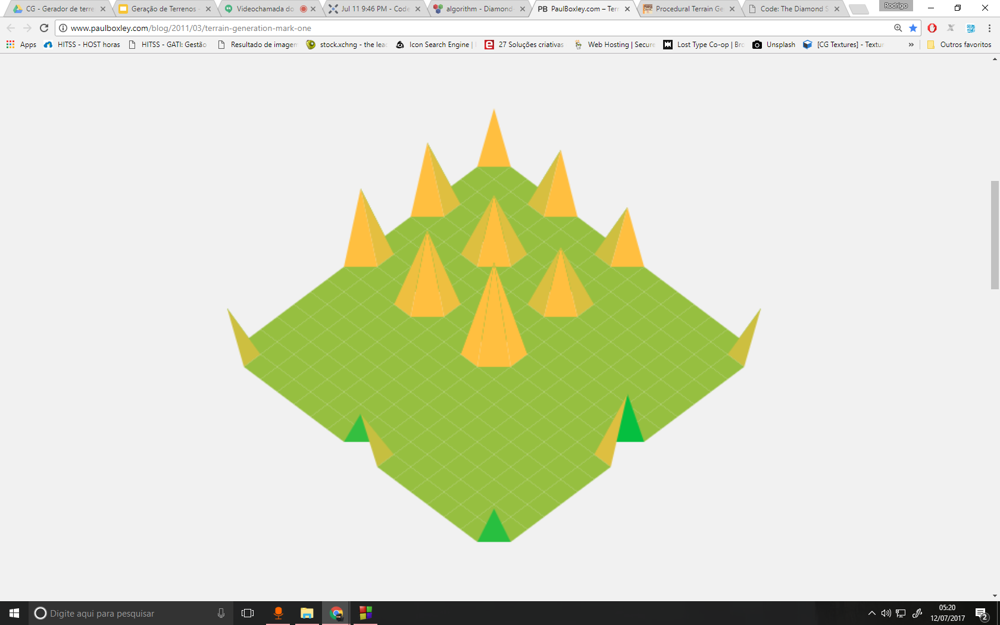 CG - Gerador de terre
Geração de Terrenos -
Videochamada do
Jul 11 9:46 PM - Code
algorithm - Diamond-
PB PaulBoxley.com – Terr
Procedural Terrain Ge
Code: The Diamond S
Rodrigo
www.paulboxley.com/blog/2011/03/terrain-generation-mark-one
Apps
HITSS - HOST horas
HITSS - GATI: Gestão
Resultado de imagem
stock.xchng - the lead
Icon Search Engine |
27 Soluções criativas
Web Hosting | Secure
Lost Type Co-op | Bro
Unsplash
[CG Textures] - Textur
»
Outros favoritos
Digite aqui para pesquisar
05:20
12/07/2017
2